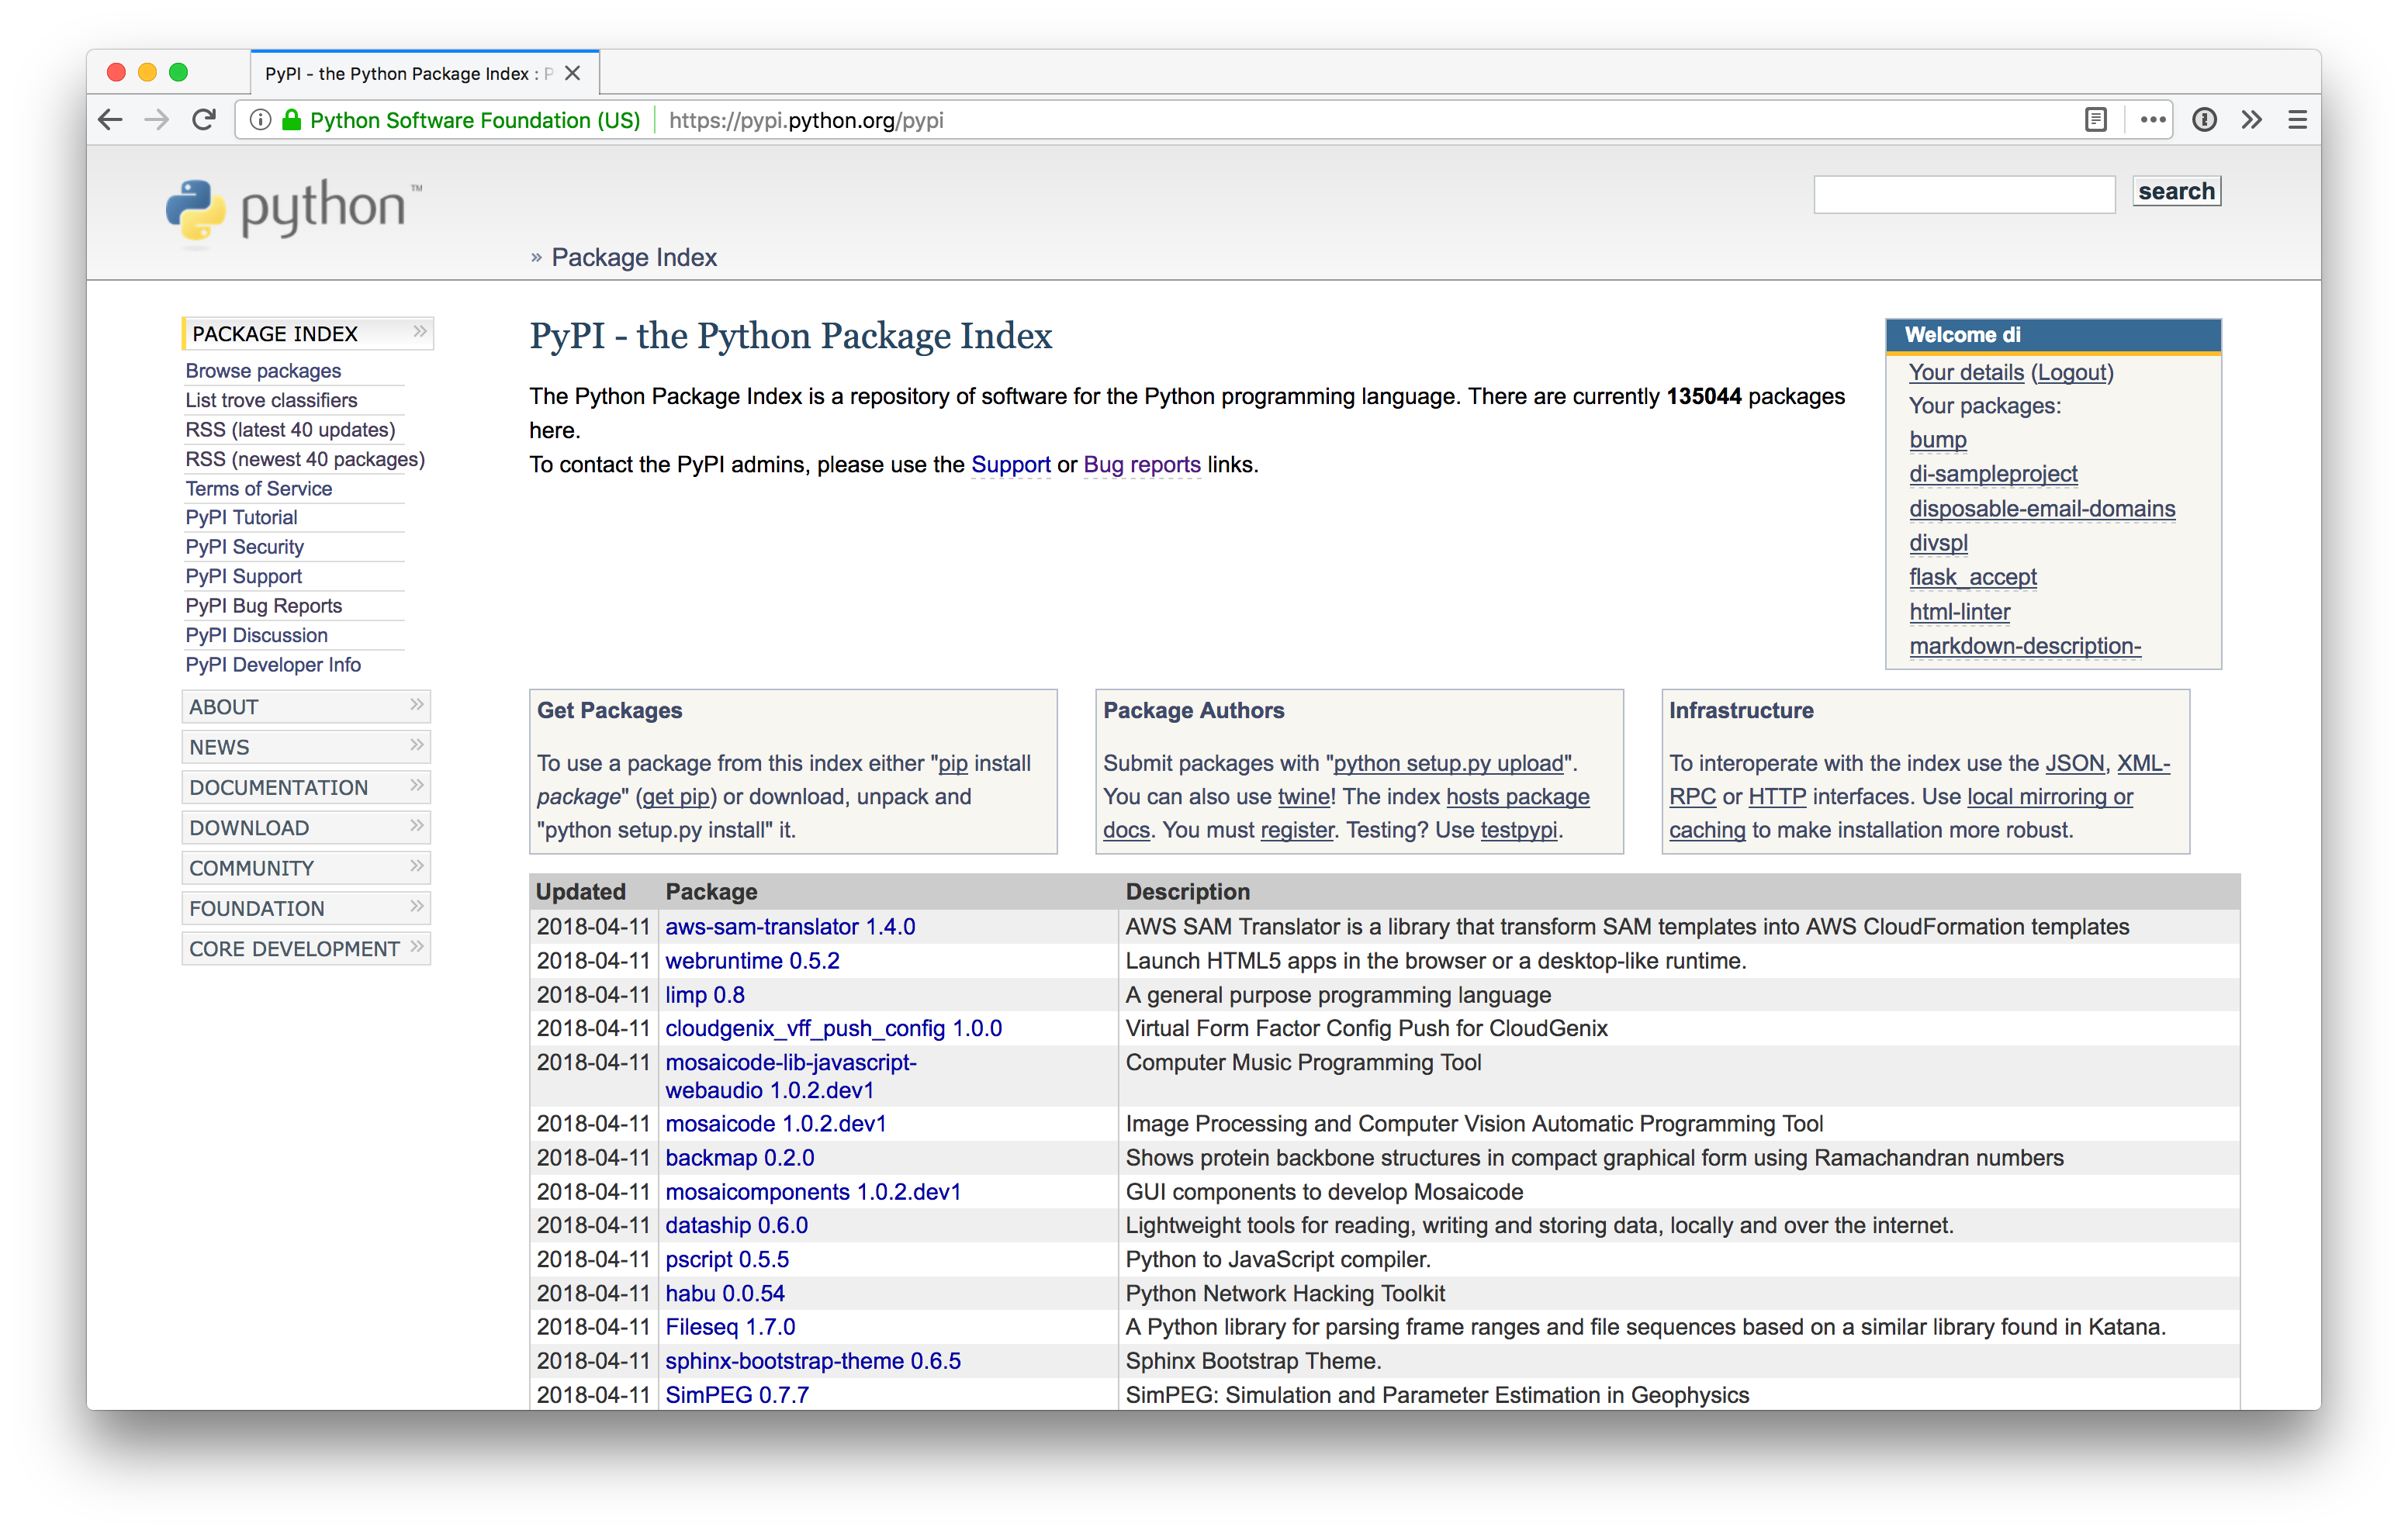 PyPI - the Python Package Index : P
Python Software Foundation (US)
https://pypi.python.org/pypi
python™
search
» Package Index
PACKAGE INDEX »
Browse packages
List trove classifiers
RSS (latest 40 updates)
RSS (newest 40 packages)
Terms of Service
PyPI Tutorial
PyPI Security
PyPI Support
PyPI Bug Reports
PyPI Discussion
PyPI Developer Info
ABOUT »
NEWS »
DOCUMENTATION »
DOWNLOAD »
COMMUNITY »
FOUNDATION »
CORE DEVELOPMENT »
PyPI - the Python Package Index
The Python Package Index is a repository of software for the Python programming language. There are currently 135044 packages
here.
To contact the PyPI admins, please use the Support or Bug reports links.
Welcome di
Your details (Logout)
Your packages:
bump
di-sampleproject
disposable-email-domains
divspl
flask_accept
html-linter
markdown-description-
Get Packages
To use a package from this index either "pip install
package" (get pip) or download, unpack and
"python setup.py install" it.
Package Authors
Submit packages with "python setup.py upload".
You can also use twine! The index hosts package
docs. You must register. Testing? Use testpypi.
Infrastructure
To interoperate with the index use the JSON, XML-
RPC or HTTP interfaces. Use local mirroring or
caching to make installation more robust.
Updated Package Description
2018-04-11 aws-sam-translator 1.4.0 AWS SAM Translator is a library that transform SAM templates into AWS CloudFormation templates
2018-04-11 webruntime 0.5.2 Launch HTML5 apps in the browser or a desktop-like runtime.
2018-04-11 limp 0.8 A general purpose programming language
2018-04-11 cloudgenix_vff_push_config 1.0.0 Virtual Form Factor Config Push for CloudGenix
2018-04-11 mosaicode-lib-javascript- Computer Music Programming Tool
webaudio 1.0.2.dev1
2018-04-11 mosaicode 1.0.2.dev1 Image Processing and Computer Vision Automatic Programming Tool
2018-04-11 backmap 0.2.0 Shows protein backbone structures in compact graphical form using Ramachandran numbers
2018-04-11 mosaicomponents 1.0.2.dev1 GUI components to develop Mosaicode
2018-04-11 dataship 0.6.0 Lightweight tools for reading, writing and storing data, locally and over the internet.
2018-04-11 pscript 0.5.5 Python to JavaScript compiler.
2018-04-11 habu 0.0.54 Python Network Hacking Toolkit
2018-04-11 Fileseq 1.7.0 A Python library for parsing frame ranges and file sequences based on a similar library found in Katana.
2018-04-11 sphinx-bootstrap-theme 0.6.5 Sphinx Bootstrap Theme.
2018-04-11 SimPEG 0.7.7 SimPEG: Simulation and Parameter Estimation in Geophysics